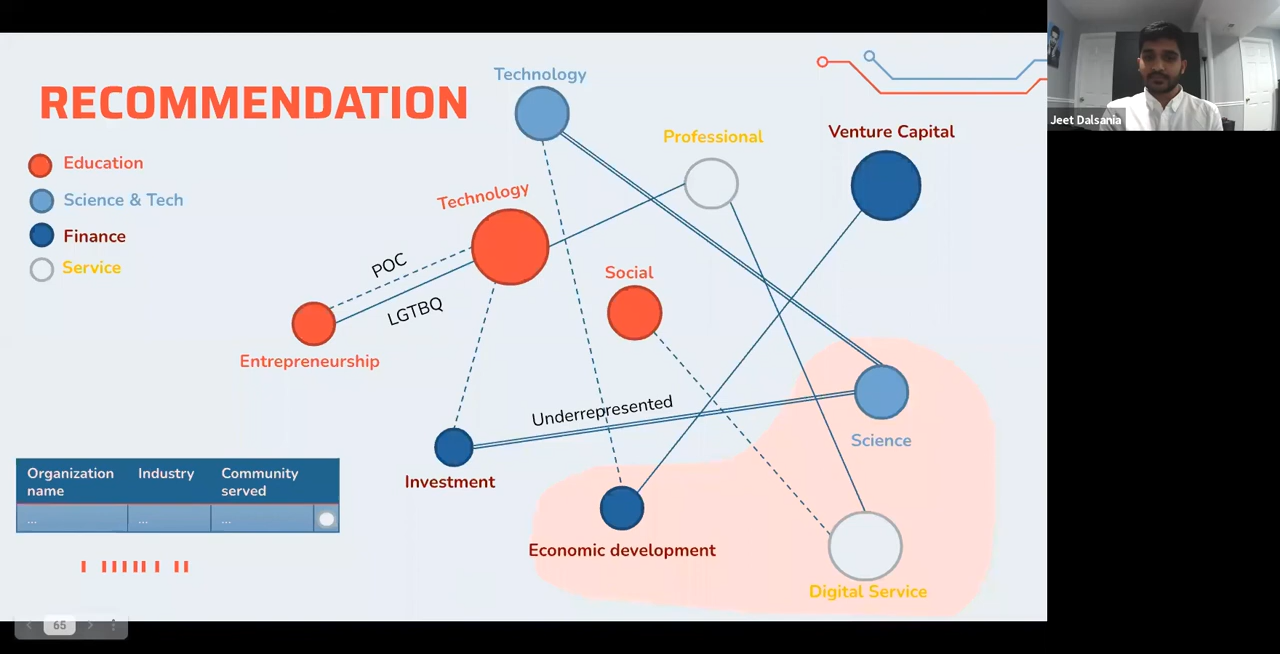 RECOMMENDATION
Education
Science & Tech
Finance
Service
Technology
Technology
Professional
Venture Capital
POC
LGTBQ
Social
Entrepreneurship
Underrepresented
Investment
Science
Economic development
Digital Service
Organization name
Industry
Community served
...
...
...
65
Jeet Dalsania